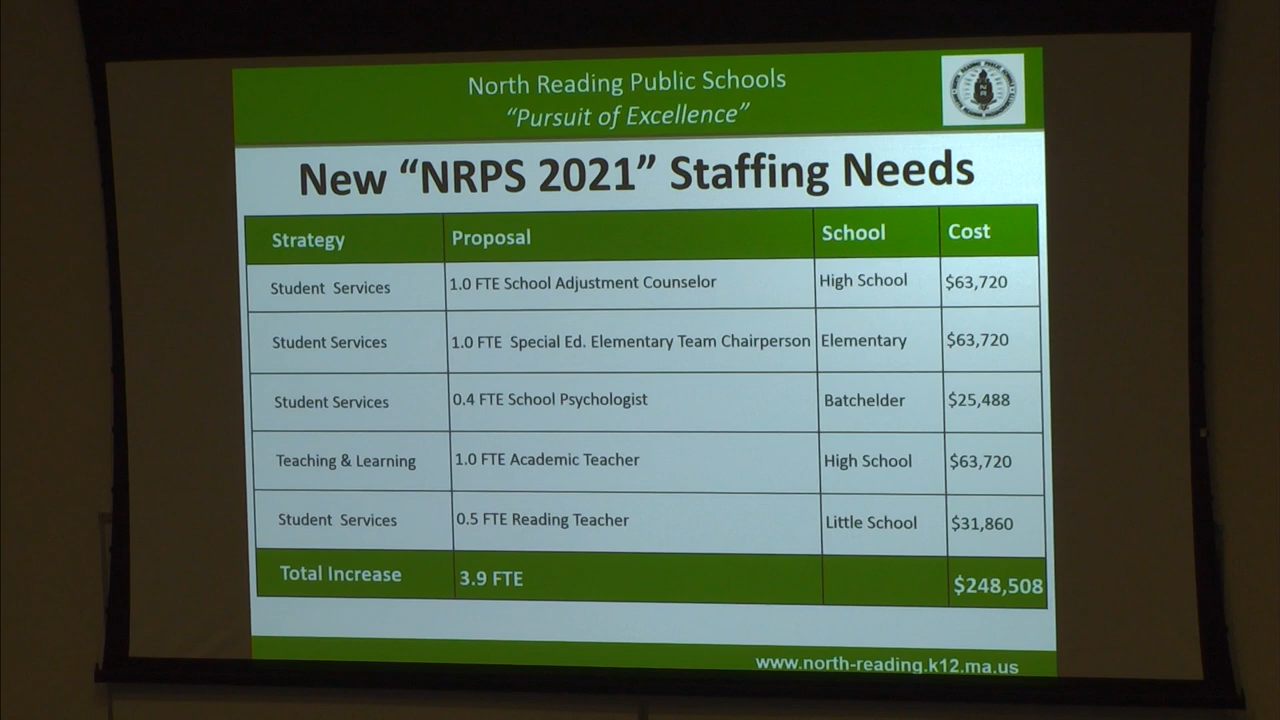 North Reading Public Schools
“Pursuit of Excellence”
New “NRPS 2021” Staffing Needs
Strategy Proposal School Cost
Student Services 1.0 FTE School Adjustment Counselor High School $63,720
Student Services 1.0 FTE Special Ed. Elementary Team Chairperson Elementary $63,720
Student Services 0.4 FTE School Psychologist Batchelder $25,488
Teaching & Learning 1.0 FTE Academic Teacher High School $63,720
Student Services 0.5 FTE Reading Teacher Little School $31,860
Total Increase 3.9 FTE $248,508
www.north-reading.k12.ma.us